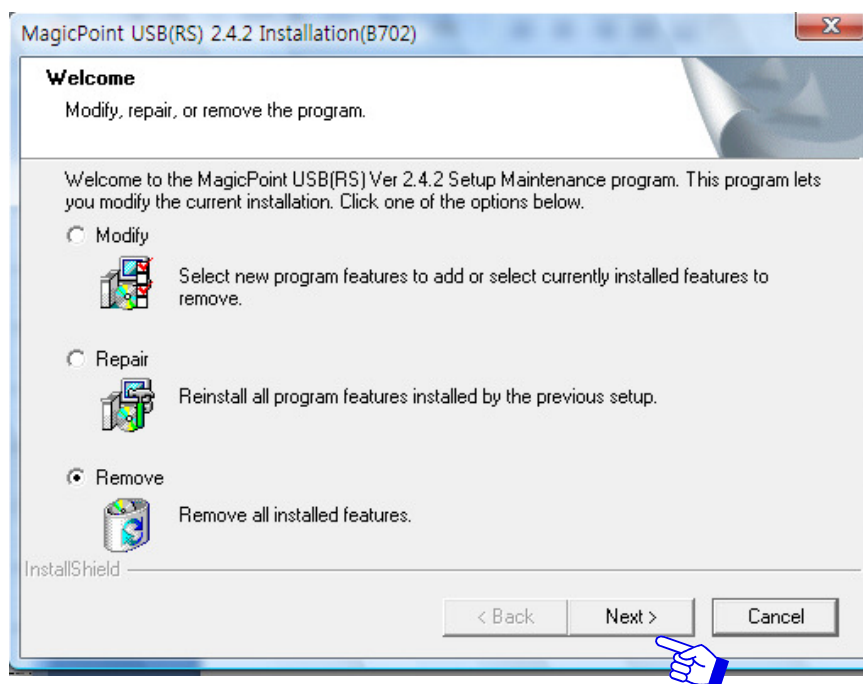 MagicPoint USB(RS) 2.4.2 Installation(B702)
Welcome
Modify, repair, or remove the program.
Welcome to the MagicPoint USB(RS) Ver 2.4.2 Setup Maintenance program. This program lets
you modify the current installation. Click one of the options below.
Modify
Select new program features to add or select currently installed features to
remove.
Repair
Reinstall all program features installed by the previous setup.
Remove
Remove all installed features.
InstallShield
< Back
Next >
Cancel